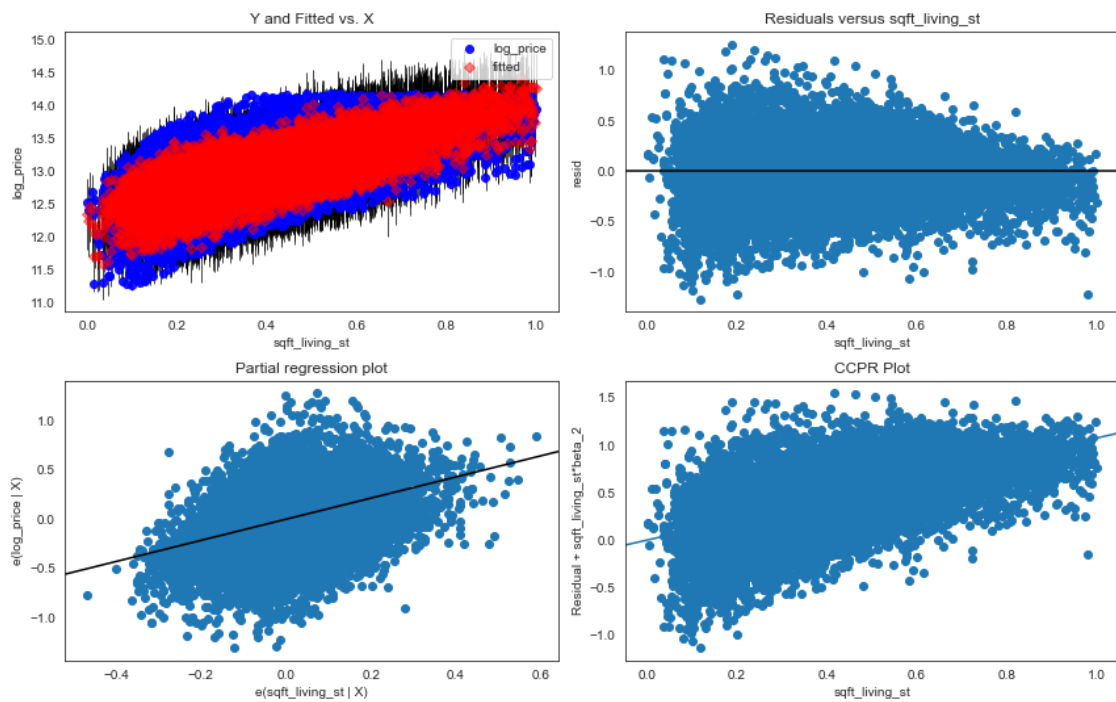 Y and Fitted vs. X
log_price
15.0
14.5
14.0
13.5
13.0
12.5
12.0
11.5
11.0
log_price
fitted
0.0 0.2 0.4 0.6 0.8 1.0
sqft_living_st
Residuals versus sqft_living_st
resid
1.0
0.5
0.0
−0.5
−1.0
0.0 0.2 0.4 0.6 0.8 1.0
sqft_living_st
Partial regression plot
e(log_price | X)
1.0
0.5
0.0
−0.5
−1.0
−0.4 −0.2 0.0 0.2 0.4 0.6
e(sqft_living_st | X)
CCPR Plot
Residual + sqft_living_st*beta_2
1.5
1.0
0.5
0.0
−0.5
−1.0
0.0 0.2 0.4 0.6 0.8 1.0
sqft_living_st